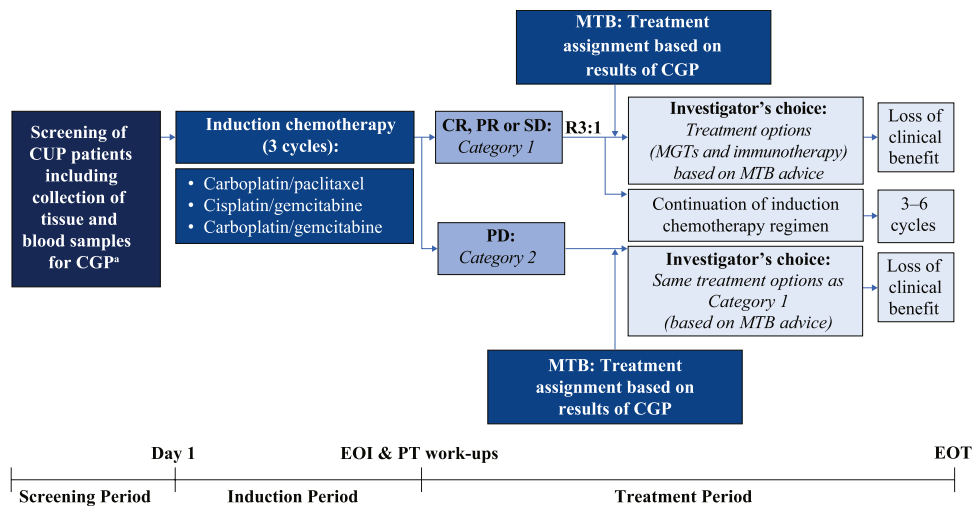 MTB: Treatment
assignment based on
results of CGP
Screening of
CUP patients
including
collection of
tissue and
blood samples
for CGPa
Induction chemotherapy
(3 cycles):
• Carboplatin/paclitaxel
• Cisplatin/gemcitabine
• Carboplatin/gemcitabine
CR, PR or SD:
Category 1
R3:1
PD:
Category 2
Investigator’s choice:
Treatment options
(MGTs and immunotherapy)
based on MTB advice
Loss of
clinical
benefit
Continuation of induction
chemotherapy regimen
3–6
cycles
Investigator’s choice:
Same treatment options as
Category 1
(based on MTB advice)
Loss of
clinical
benefit
MTB: Treatment
assignment based on
results of CGP
Day 1
EOI & PT work-ups
EOT
Screening Period
Induction Period
Treatment Period